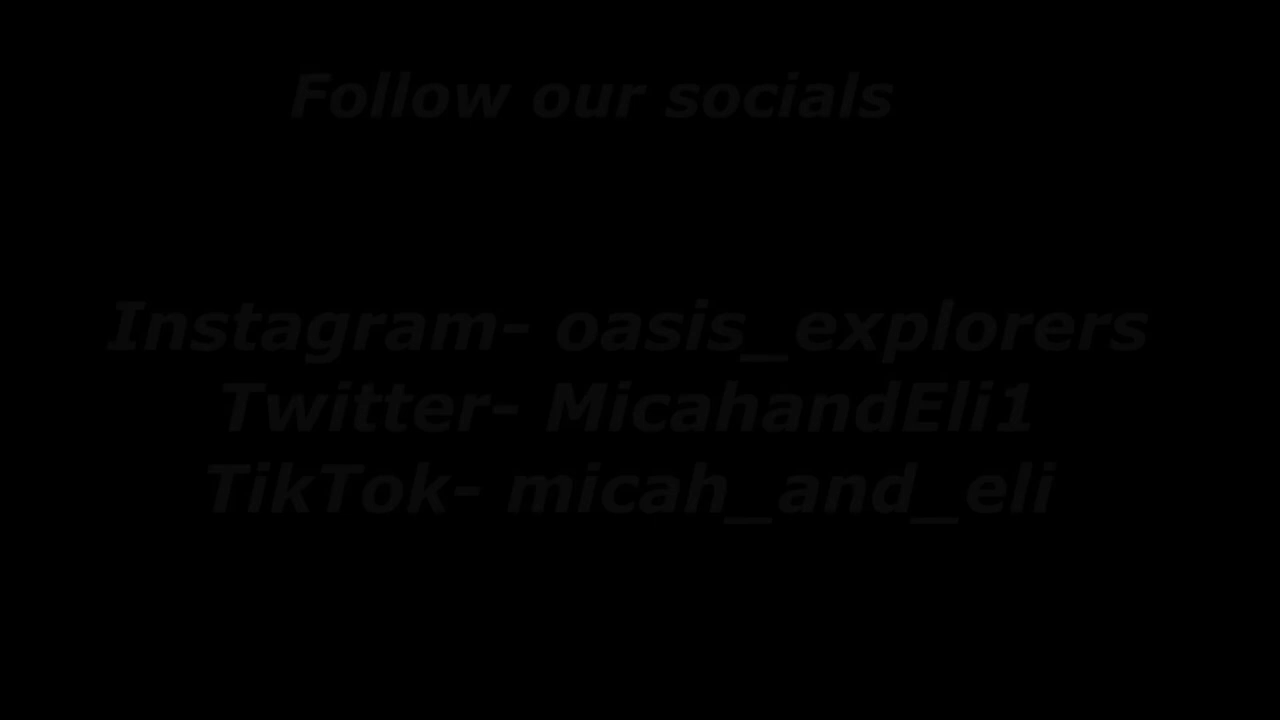 Follow our socials
Instagram- oasis_explorers
Twitter- MicahandEli1
TikTok- micah_and_eli